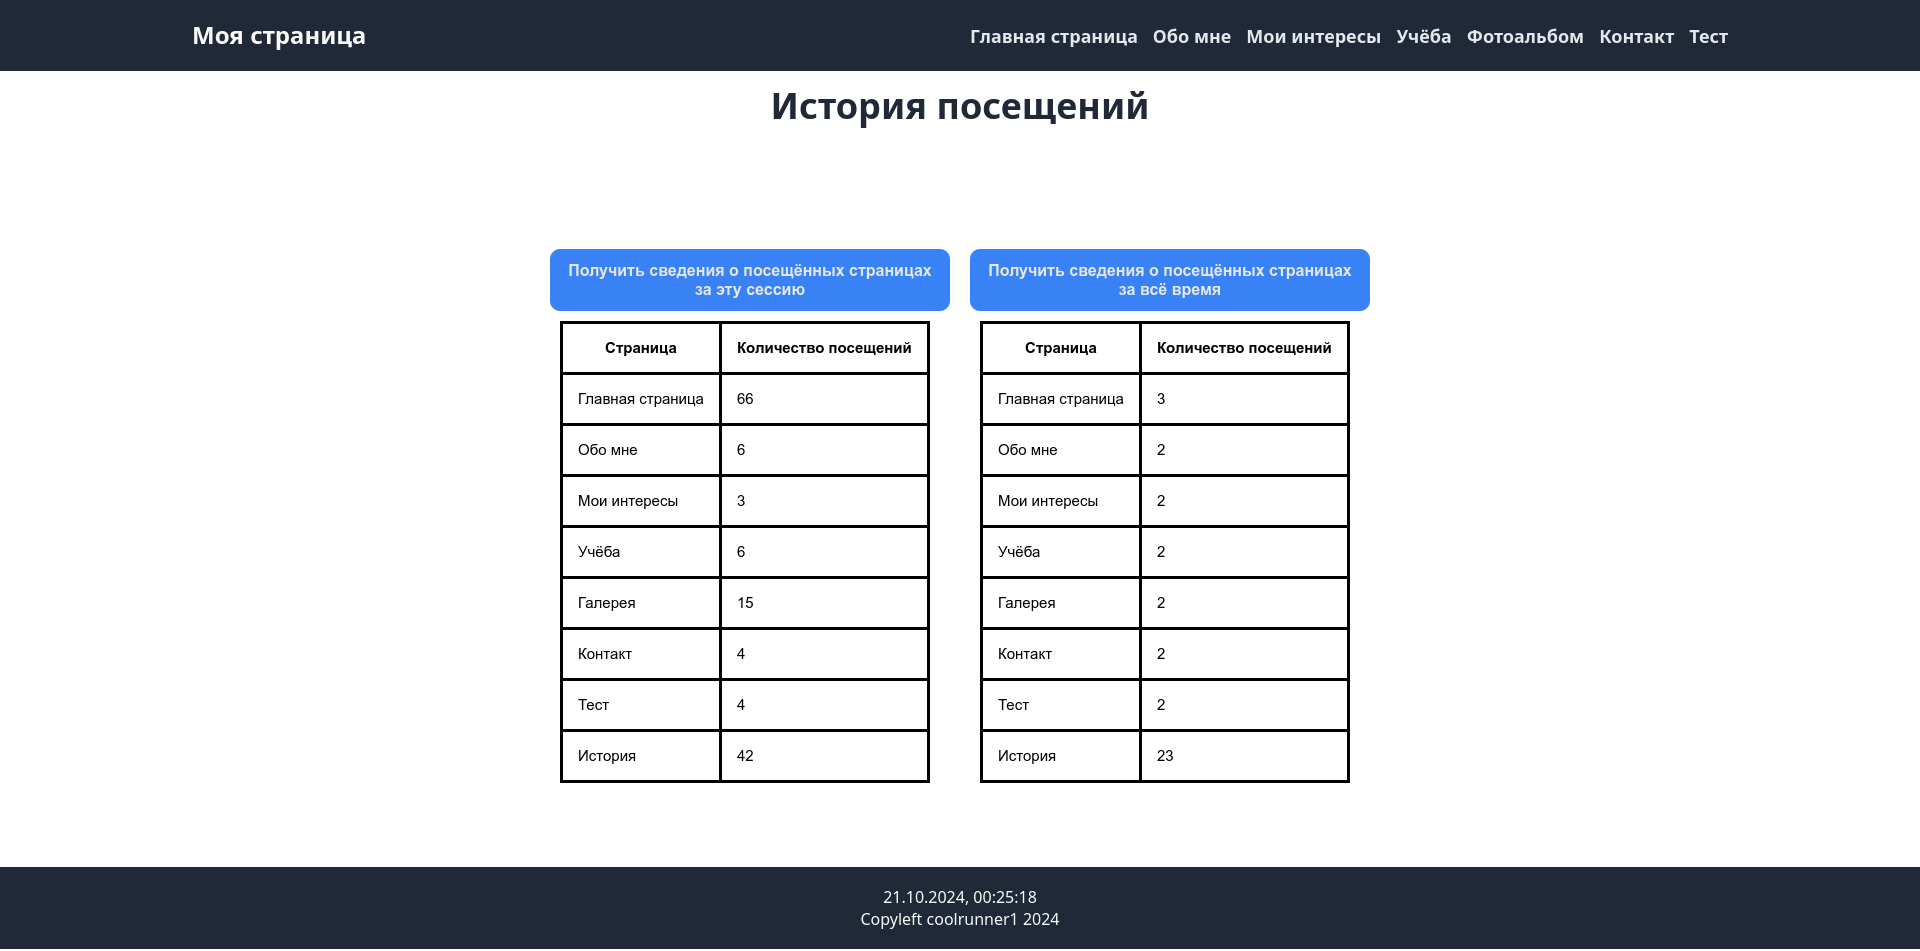 Моя страница
Главная страница Обо мне Мои интересы Учёба Фотоальбом Контакт Тест
История посещений
Получить сведения о посещённых страницах
за эту сессию
Получить сведения о посещённых страницах
за всё время
Страница Количество посещений
Главная страница 66
Обо мне 6
Мои интересы 3
Учёба 6
Галерея 15
Контакт 4
Тест 4
История 42
Страница Количество посещений
Главная страница 3
Обо мне 2
Мои интересы 2
Учёба 2
Галерея 2
Контакт 2
Тест 2
История 23
21.10.2024, 00:25:18
Copyleft coolrunner1 2024